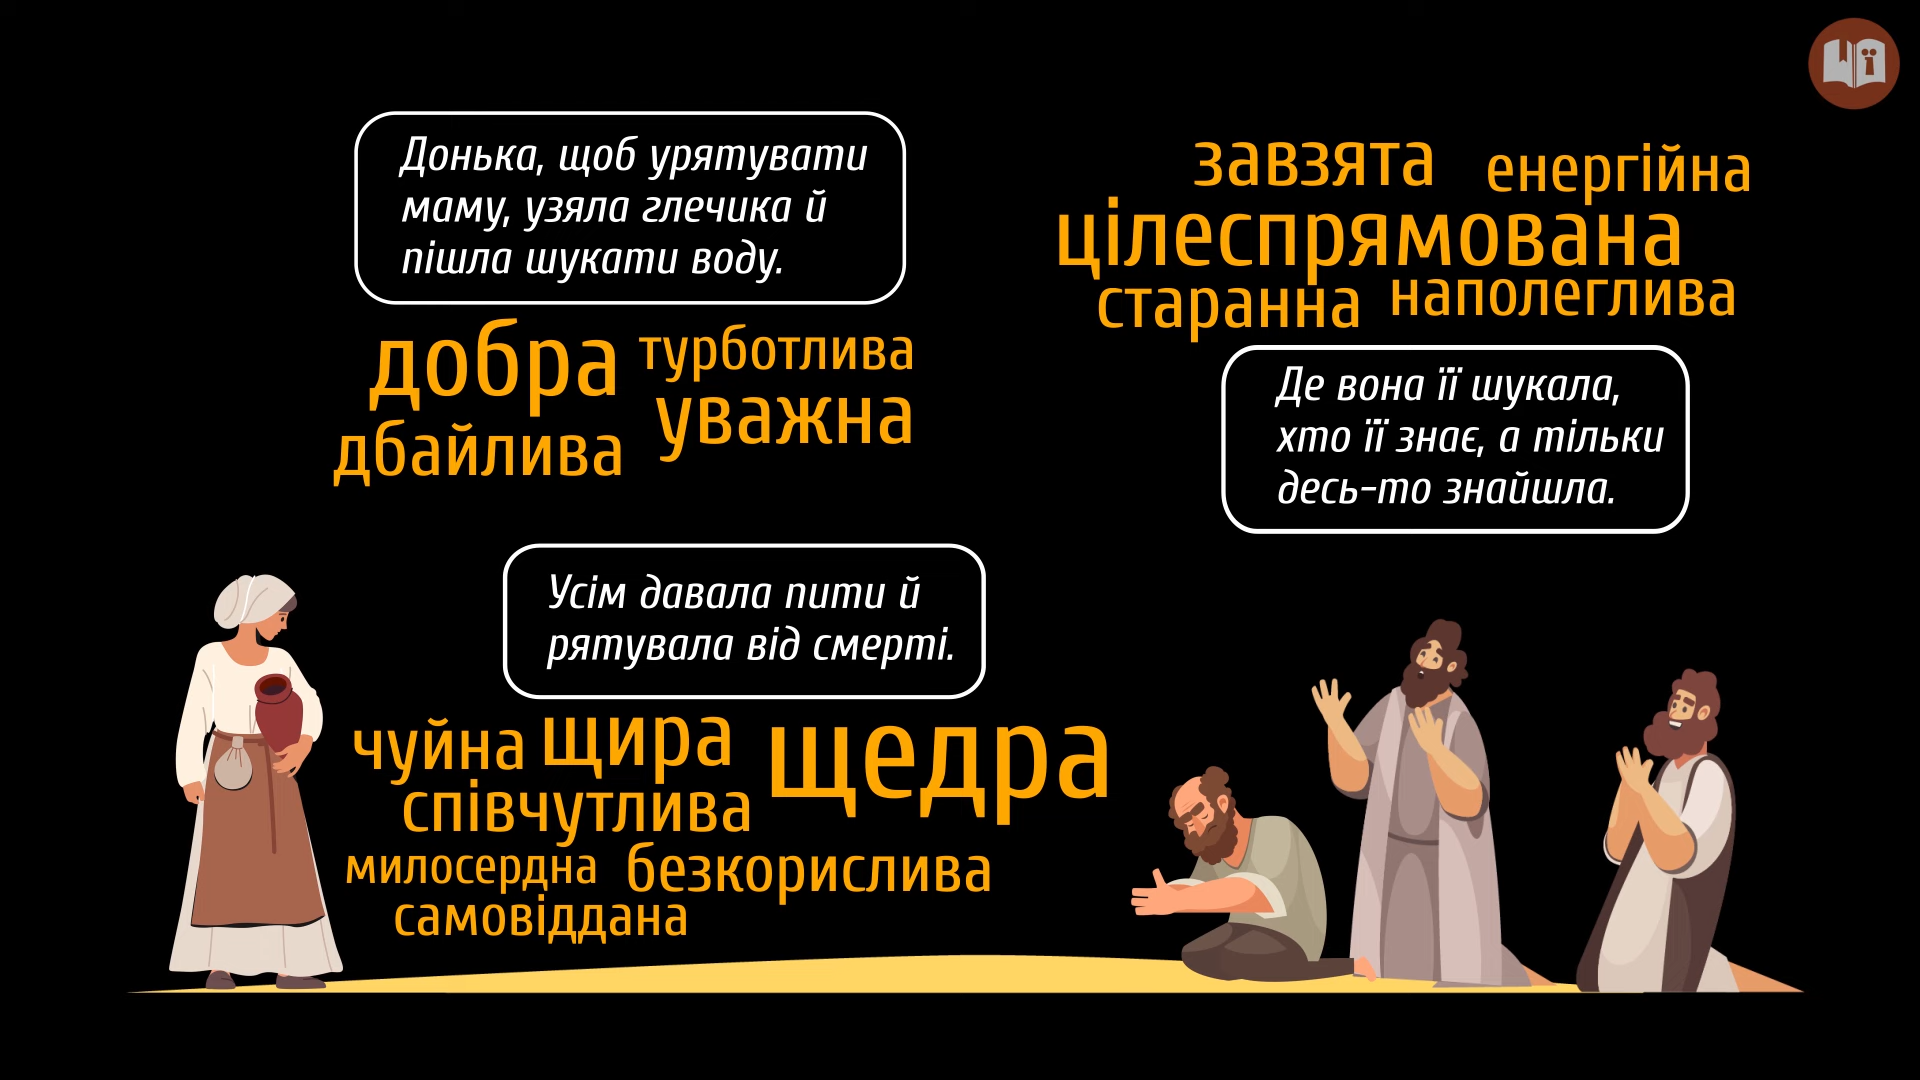 Донька, щоб урятувати
маму, узяла глечика й
пішла шукати воду.
добра турботлива
уважна
дбайлива
завзята енергійна
цілеспрямована
старанна наполеглива
Де вона її шукала,
хто її знає, а тільки
десь-то знайшла.
Усім давала пити й
рятувала від смерті.
чуйна щира щедра
співчутлива
милосердна безкорислива
самовіддана